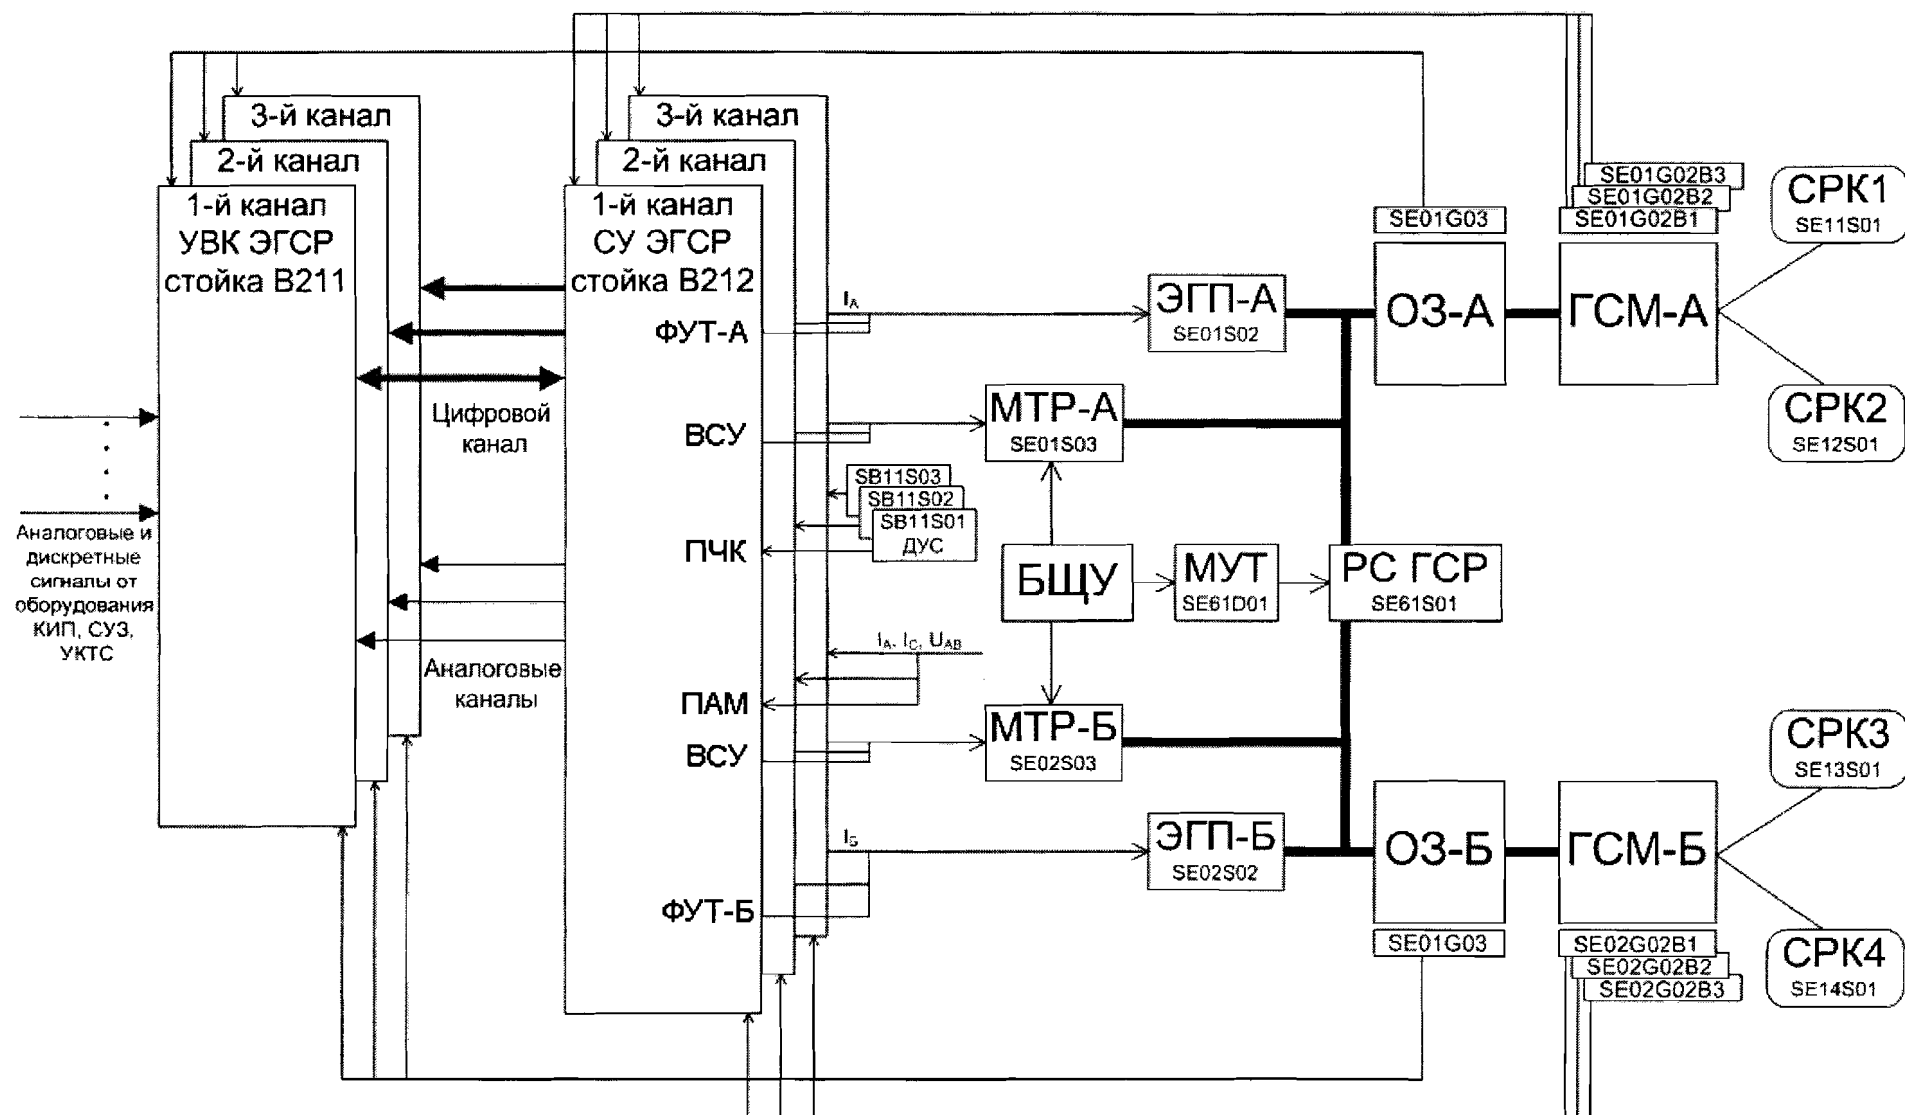 3-й канал
2-й канал
1-й канал
УВК ЭГСР
стойка В211
3-й канал
2-й канал
1-й канал
СУ ЭГСР
стойка В212
ФУТ-А
ВСУ
ПЧК
ПАМ
ВСУ
ФУТ-Б
Цифровой
канал
Аналоговые
каналы
Аналоговые и
дискретные
сигналы от
оборудования
КИП, СУЗ,
УКТС
IА
ЭГП-А
SE01S02
МТР-А
SE01S03
SB11S03
SB11S02
SB11S01
ДУС
БЩУ
МУТ
SE61D01
РС ГСР
SE61S01
IА, IС, UАВ
МТР-Б
SE02S03
IБ
ЭГП-Б
SE02S02
SE01G03
ОЗ-А
SE01G02B3
SE01G02B2
SE01G02B1
ГСМ-А
СРК1
SE11S01
СРК2
SE12S01
ОЗ-Б
SE01G03
ГСМ-Б
SE02G02B1
SE02G02B2
SE02G02B3
СРК3
SE13S01
СРК4
SE14S01